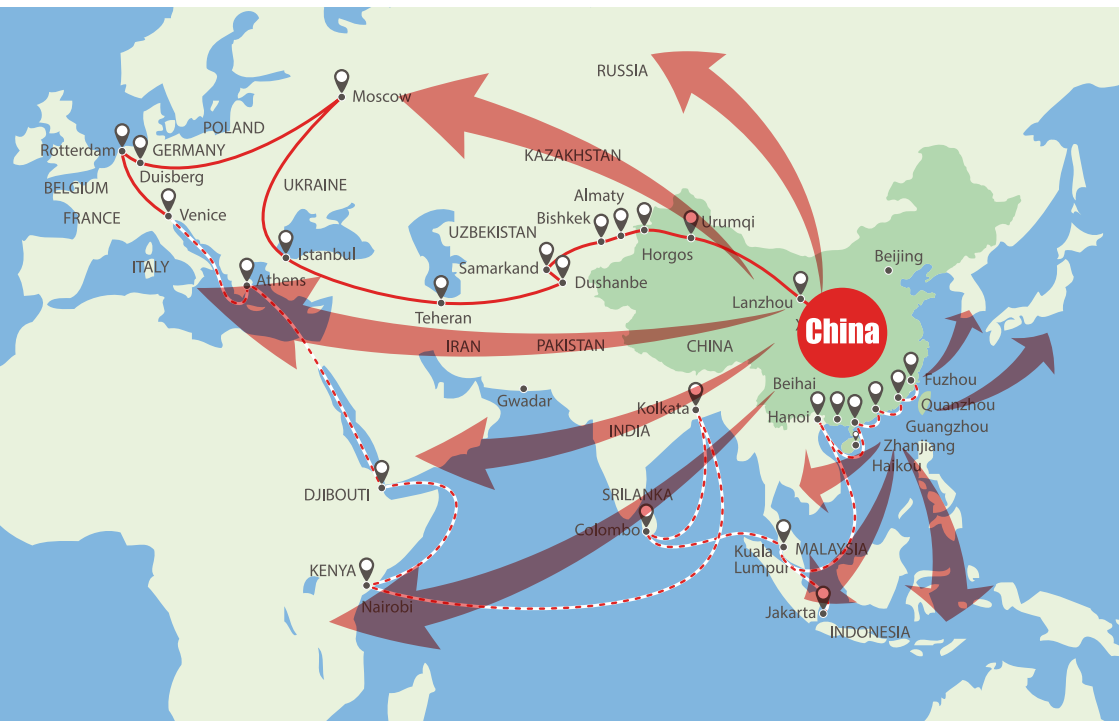 RUSSIA
Moscow
POLAND
Rotterdam
GERMANY
Duisberg
KAZAKHSTAN
BELGIUM
UKRAINE
Almaty
FRANCE
Venice
Bishkek
Urumqi
UZBEKISTAN
Istanbul
Horgos
Beijing
ITALY
Samarkand
Athens
Dushanbe
Lanzhou
Teheran
China
IRAN
PAKISTAN
CHINA
Gwadar
Beihai
Fuzhou
Kolkata
Hanoi
Quanzhou
INDIA
Guangzhou
Zhanjiang
Haikou
DJIBOUTI
SRILANKA
Colombo
Kuala
Lumpur
MALAYSIA
KENYA
Nairobi
Jakarta
INDONESIA